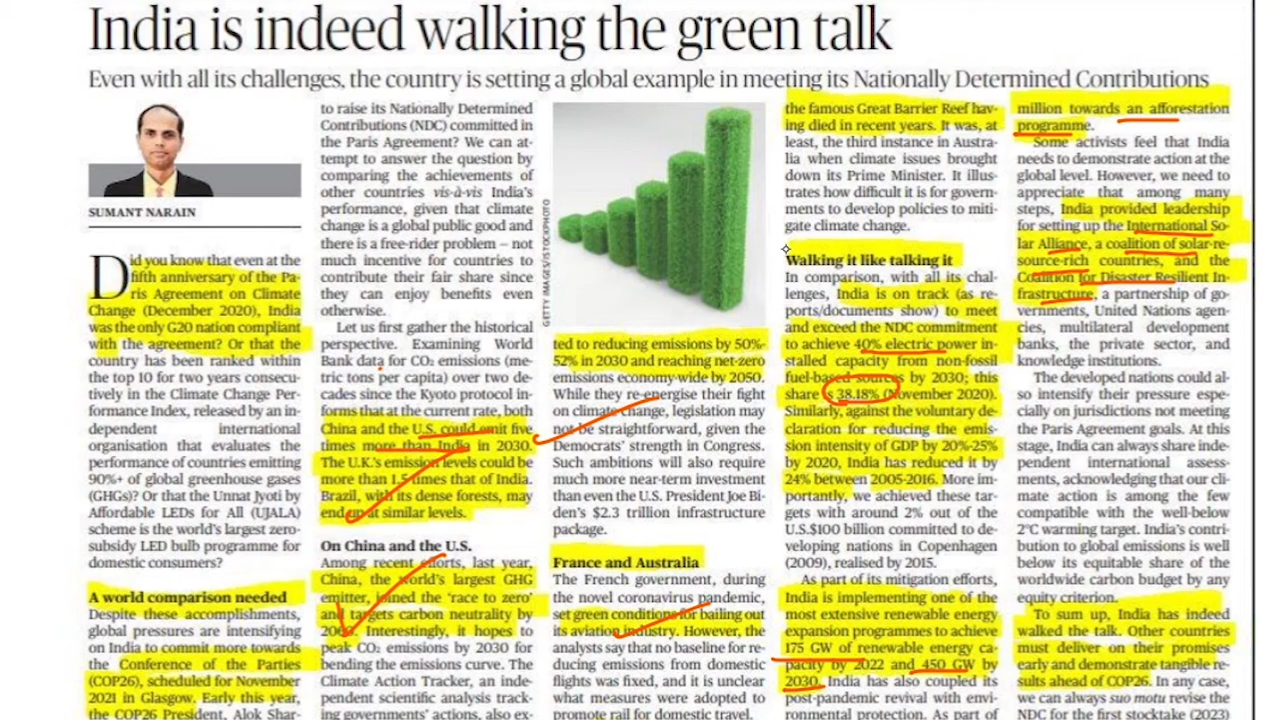 India is indeed walking the green talk
Even with all its challenges, the country is setting a global example in meeting its Nationally Determined Contributions
SUMANT NARAIN
Did you know that even at the
fifth anniversary of the Pa-
ris Agreement on Climate
Change (December 2020), India
was the only G20 nation compliant
with the agreement? Or that the
country has been ranked within
the top 10 for two years consecu-
tively in the Climate Change Per-
formance Index, released by an in-
dependent international
organisation that evaluates the
performance of countries emitting
90%+ of global greenhouse gases
(GHGs)? Or that the Unnat Jyoti by
Affordable LEDs for All (UJALA)
scheme is the world's largest zero-
subsidy LED bulb programme for
domestic consumers?
A world comparison needed
Despite these accomplishments,
global pressures are intensifying
on India to commit more towards
the Conference of the Parties
(COP26), scheduled for November
2021 in Glasgow. Early this year,
the COP26 President, Alok Shar-
to raise its Nationally Determined
Contributions (NDC) committed in
the Paris Agreement? We can at-
tempt to answer the question by
comparing the achievements of
other countries vis-à-vis India's
performance, given that climate
change is a global public good and
there is a free-rider problem – not
much incentive for countries to
contribute their fair share since
they can enjoy benefits even
otherwise.
Let us first gather the historical
perspective. Examining World
Bank data for CO₂ emissions (me-
tric tons per capita) over two de-
cades since the Kyoto protocol in-
forms that at the current rate, both
China and the U.S. could emit five
times more than India in 2030.
The U.K.'s emission levels could be
more than 1.5 times that of India.
Brazil, with its dense forests, may
end up at similar levels.
On China and the U.S.
Among recent efforts, last year,
China, the world's largest GHG
emitter, joined the 'race to zero'
and targets carbon neutrality by
Interestingly, it hopes to
peak CO₂ emissions by 2030 for
bending the emissions curve. The
Climate Action Tracker, an inde-
pendent scientific analysis track-
ing governments' actions, also ex-
GETTY IMAGES/ISTOCKPHOTO
ted to reducing emissions by 50%-
52% in 2030 and reaching net-zero
emissions economy-wide by 2050.
While they re-energise their fight
on climate change, legislation may
not be straightforward, given the
Democrats' strength in Congress.
Such ambitions will also require
much more near-term investment
than even the U.S. President Joe Bi-
den's $2.3 trillion infrastructure
package.
France and Australia
The French government, during
the novel coronavirus pandemic,
set green conditions for bailing out
its aviation industry. However, the
analysts say that no baseline for re-
ducing emissions from domestic
flights was fixed, and it is unclear
what measures were adopted to
promote rail for domestic travel.
the famous Great Barrier Reef hav-
ing died in recent years. It was, at
least, the third instance in Austra-
lia when climate issues brought
down its Prime Minister. It illus-
trates how difficult it is for govern-
ments to develop policies to miti-
gate climate change.
Walking it like talking it
In comparison, with all its chal-
lenges, India is on track (as re-
ports/documents show) to meet
and exceed the NDC commitment
to achieve 40% electric power in-
stalled capacity from non-fossil
fuel-based sources by 2030; this
share is 38.18% (November 2020).
Similarly, against the voluntary de-
claration for reducing the emis-
sion intensity of GDP by 20%-25%
by 2020, India has reduced it by
24% between 2005-2016. More im-
portantly, we achieved these tar-
gets with around 2% out of the
U.S.$100 billion committed to de-
veloping nations in Copenhagen
(2009), realised by 2015.
As part of its mitigation efforts,
India is implementing one of the
most extensive renewable energy
expansion programmes to achieve
175 GW of renewable energy ca-
pacity by 2022 and 450 GW by
2030. India has also coupled its
post-pandemic revival with envi-
ronmental protection. As part of
million towards an afforestation
programme.
Some activists feel that India
needs to demonstrate action at the
global level. However, we need to
appreciate that among many
steps, India provided leadership
for setting up the International So-
lar Alliance, a coalition of solar-re-
source-rich countries, and the
Coalition for Disaster Resilient In-
frastructure, a partnership of go-
vernments, United Nations agen-
cies, multilateral development
banks, the private sector, and
knowledge institutions.
The developed nations could al-
so intensify their pressure espe-
cially on jurisdictions not meeting
the Paris Agreement goals. At this
stage, India can always share inde-
pendent international assess-
ments, acknowledging that our cli-
mate action is among the few
compatible with the well-below
2°C warming target. India's contri-
bution to global emissions is well
below its equitable share of the
worldwide carbon budget by any
equity criterion.
To sum up, India has indeed
walked the talk. Other countries
must deliver on their promises
early and demonstrate tangible re-
sults ahead of COP26. In any case,
we can always suo motu revise the
NDC for the first stocktake (2023)